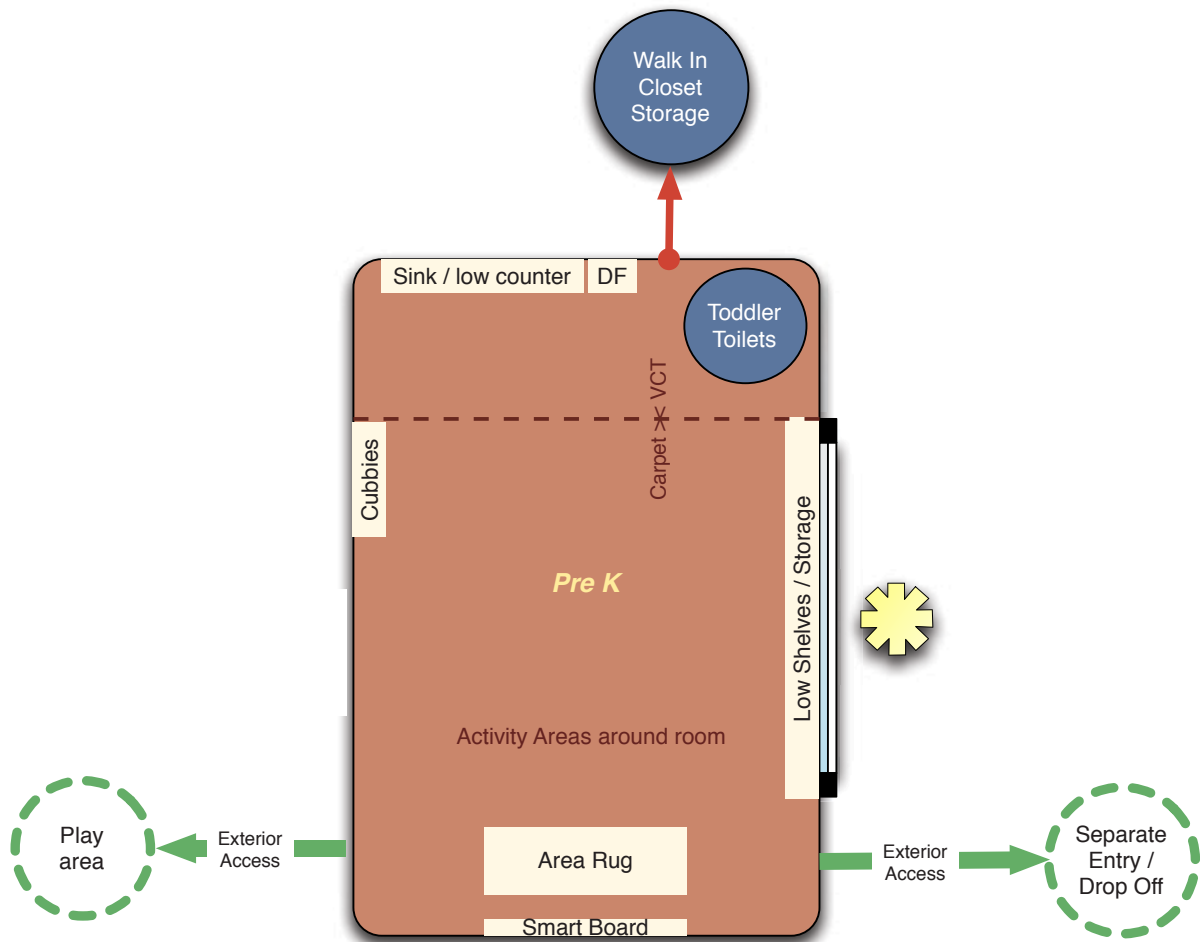 Walk In
Closet
Storage
Sink / low counter
DF
Toddler
Toilets
Carpet >< VCT
Cubbies
Low Shelves / Storage
Pre K
Activity Areas around room
Play
area
Exterior
Access
Area Rug
Exterior
Access
Separate
Entry /
Drop Off
Smart Board